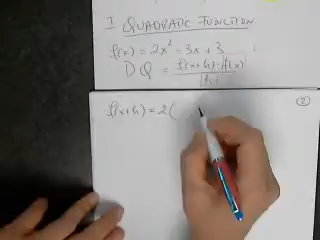 I QUADRATIC FUNCTION
f(x) = 2x² - 3x + 3
DQ = f(x+h) - f(x) / h
②
f(x+h) = 2(